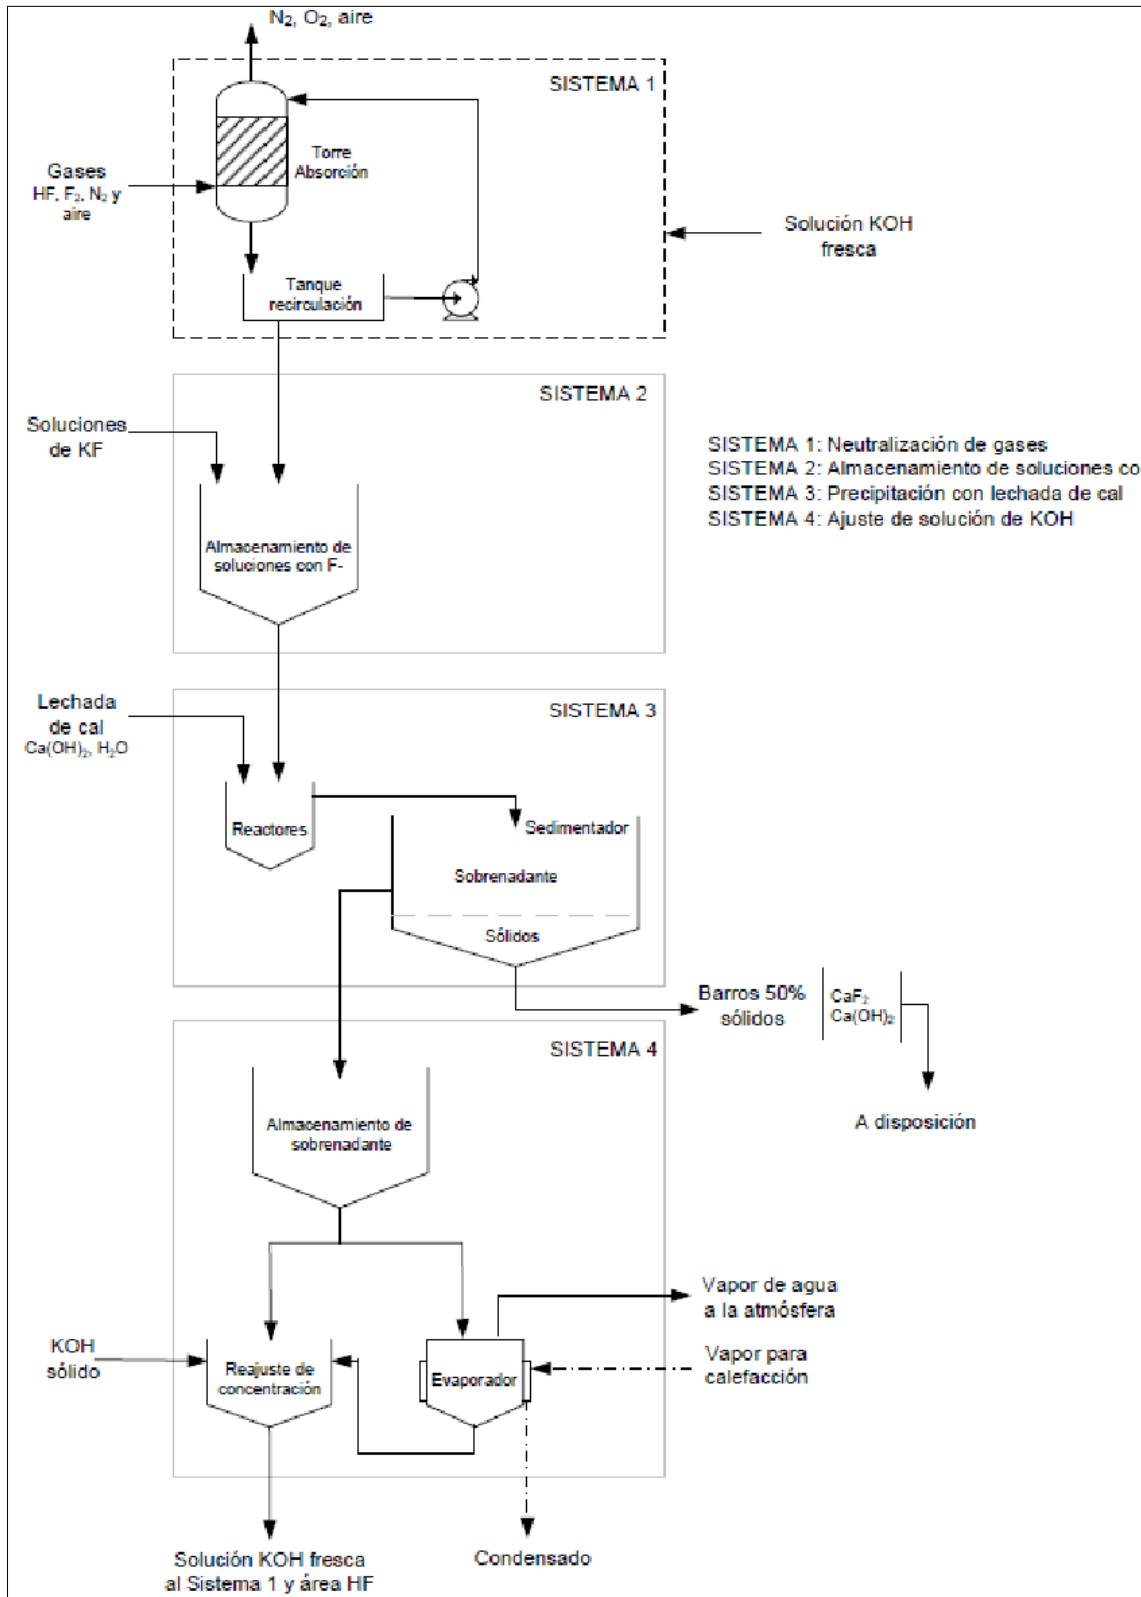 N₂, O₂, aire
SISTEMA 1
Torre
Absorción
Gases
HF, F₂, N₂ y
aire
Solución KOH
fresca
Tanque
recirculación
SISTEMA 2
Soluciones
de KF
SISTEMA 1: Neutralización de gases
SISTEMA 2: Almacenamiento de soluciones co
SISTEMA 3: Precipitación con lechada de cal
SISTEMA 4: Ajuste de solución de KOH
Almacenamiento de
soluciones con F-
Lechada
de cal
Ca(OH)₂, H₂O
SISTEMA 3
Reactores
Sedimentador
Sobrenadante
Sólidos
Barros 50%
sólidos
CaF₂
Ca(OH)₂
SISTEMA 4
A disposición
Almacenamiento de
sobrenadante
Vapor de agua
a la atmósfera
KOH
sólido
Reajuste de
concentración
Evaporador
Vapor para
calefacción
Solución KOH fresca
al Sistema 1 y área HF
Condensado